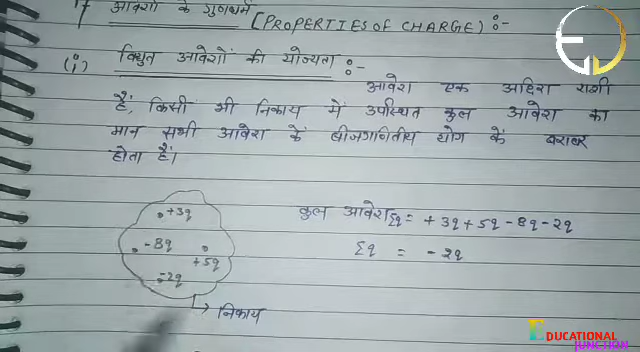 आवेशों के गुणधर्म [PROPERTIES OF CHARGE] :-
(i) विद्युत आवेशों की योज्यता :-
आवेश एक अदिश राशी
हैं, किसी भी निकाय में उपस्थित कुल आवेश का
मान सभी आवेश के बीजगणितीय योग के बराबर
होता हैं।
+3q
-8q
+5q
-2q
निकाय
कुल आवेश Σq = +3q+5q-8q-2q
Σq = -2q
EDUCATIONAL
JUNCTION